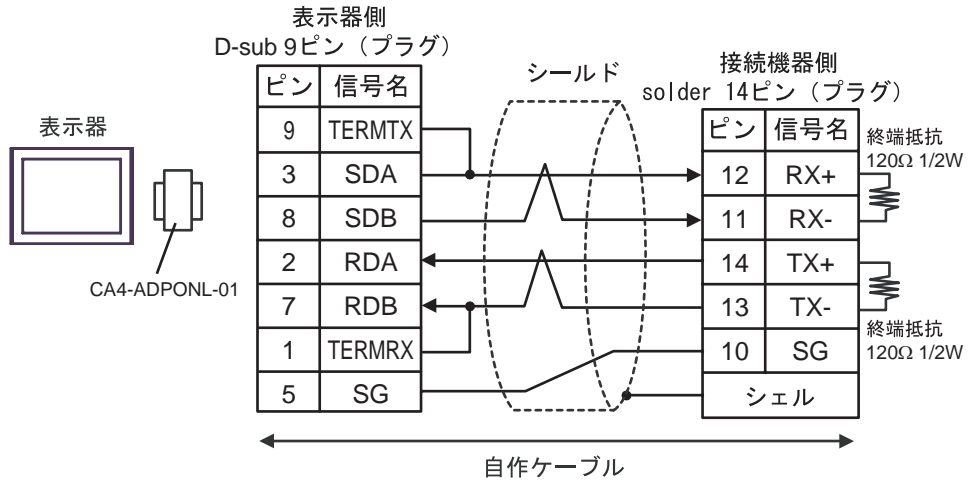 表示器側
D-sub 9ピン（プラグ）
ピン 信号名
9 TERMTX
3 SDA
8 SDB
2 RDA
7 RDB
1 TERMRX
5 SG
表示器
CA4-ADPONL-01
シールド
接続機器側
solder 14ピン（プラグ）
ピン 信号名
12 RX+
11 RX-
14 TX+
13 TX-
10 SG
シェル
終端抵抗
120Ω 1/2W
終端抵抗
120Ω 1/2W
自作ケーブル